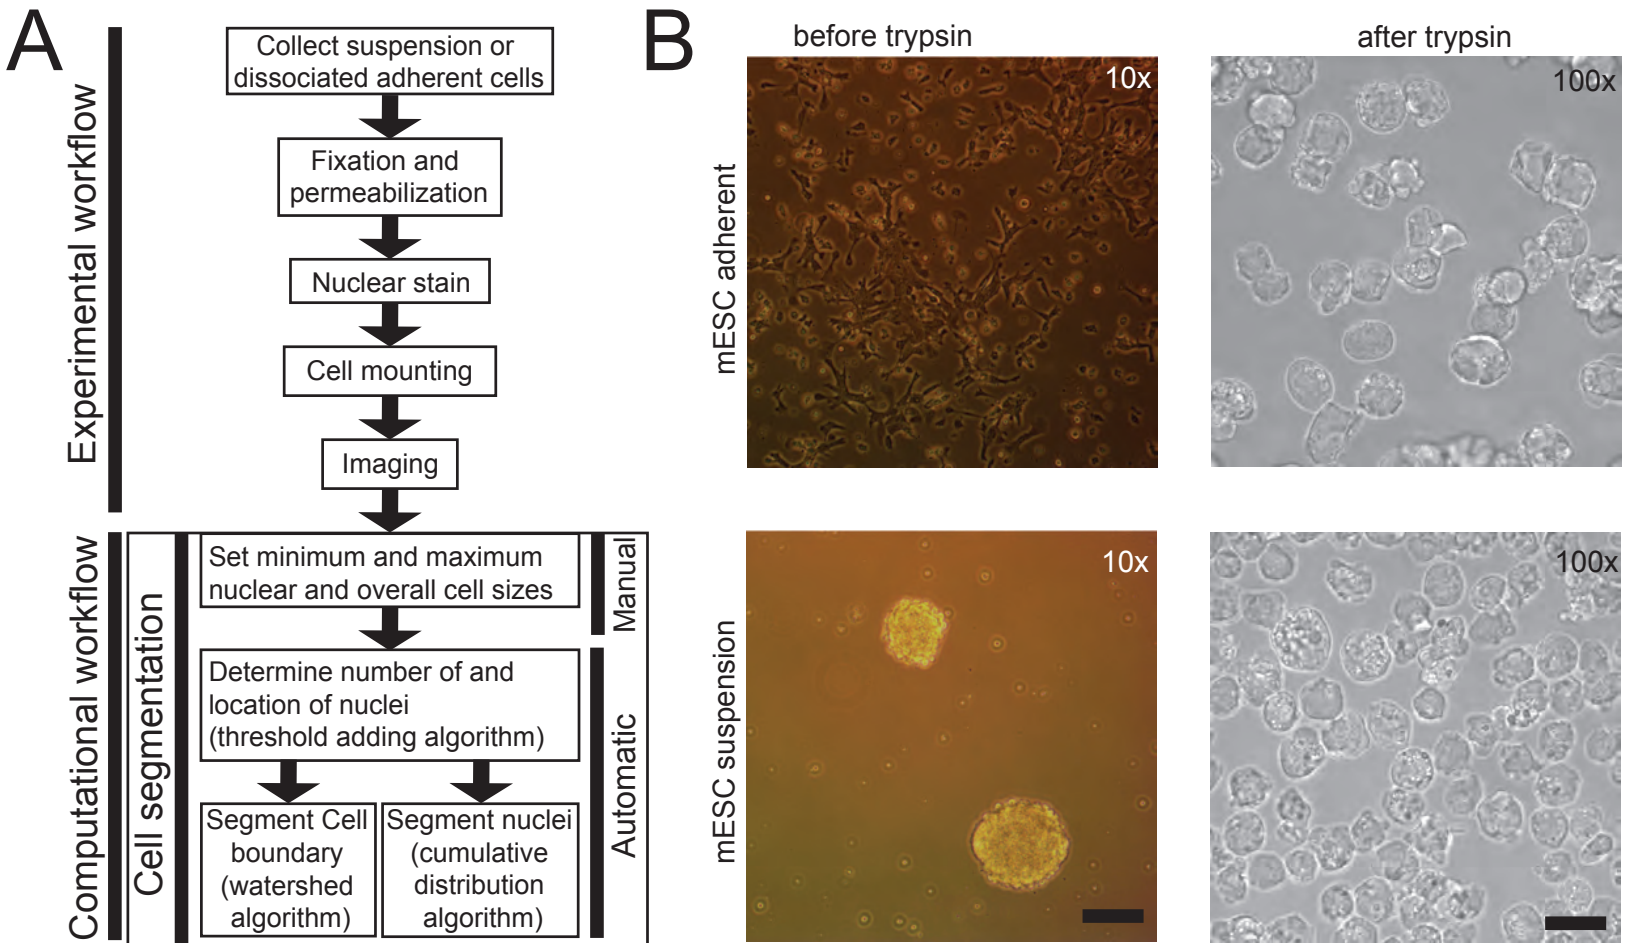 A
Experimental workflow
Collect suspension or
dissociated adherent cells
Fixation and
permeabilization
Nuclear stain
Cell mounting
Imaging
Computational workflow
Cell segmentation
Set minimum and maximum
nuclear and overall cell sizes
Manual
Determine number of and
location of nuclei
(threshold adding algorithm)
Automatic
Segment Cell
boundary
(watershed
algorithm)
Segment nuclei
(cumulative
distribution
algorithm)
B
before trypsin
after trypsin
mESC adherent
10x
100x
mESC suspension
10x
100x